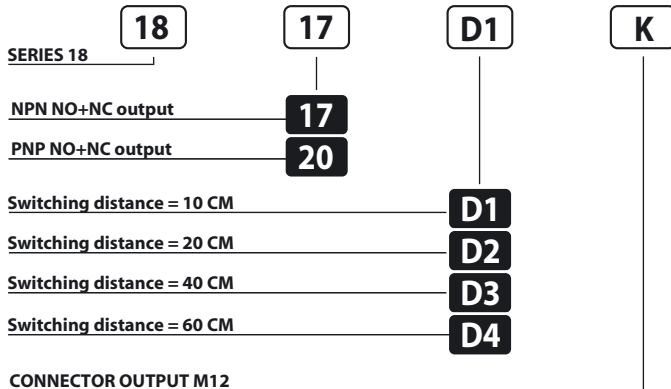 18 17 D1 K
SERIES 18
NPN NO+NC output 17
PNP NO+NC output 20
Switching distance = 10 CM D1
Switching distance = 20 CM D2
Switching distance = 40 CM D3
Switching distance = 60 CM D4
CONNECTOR OUTPUT M12